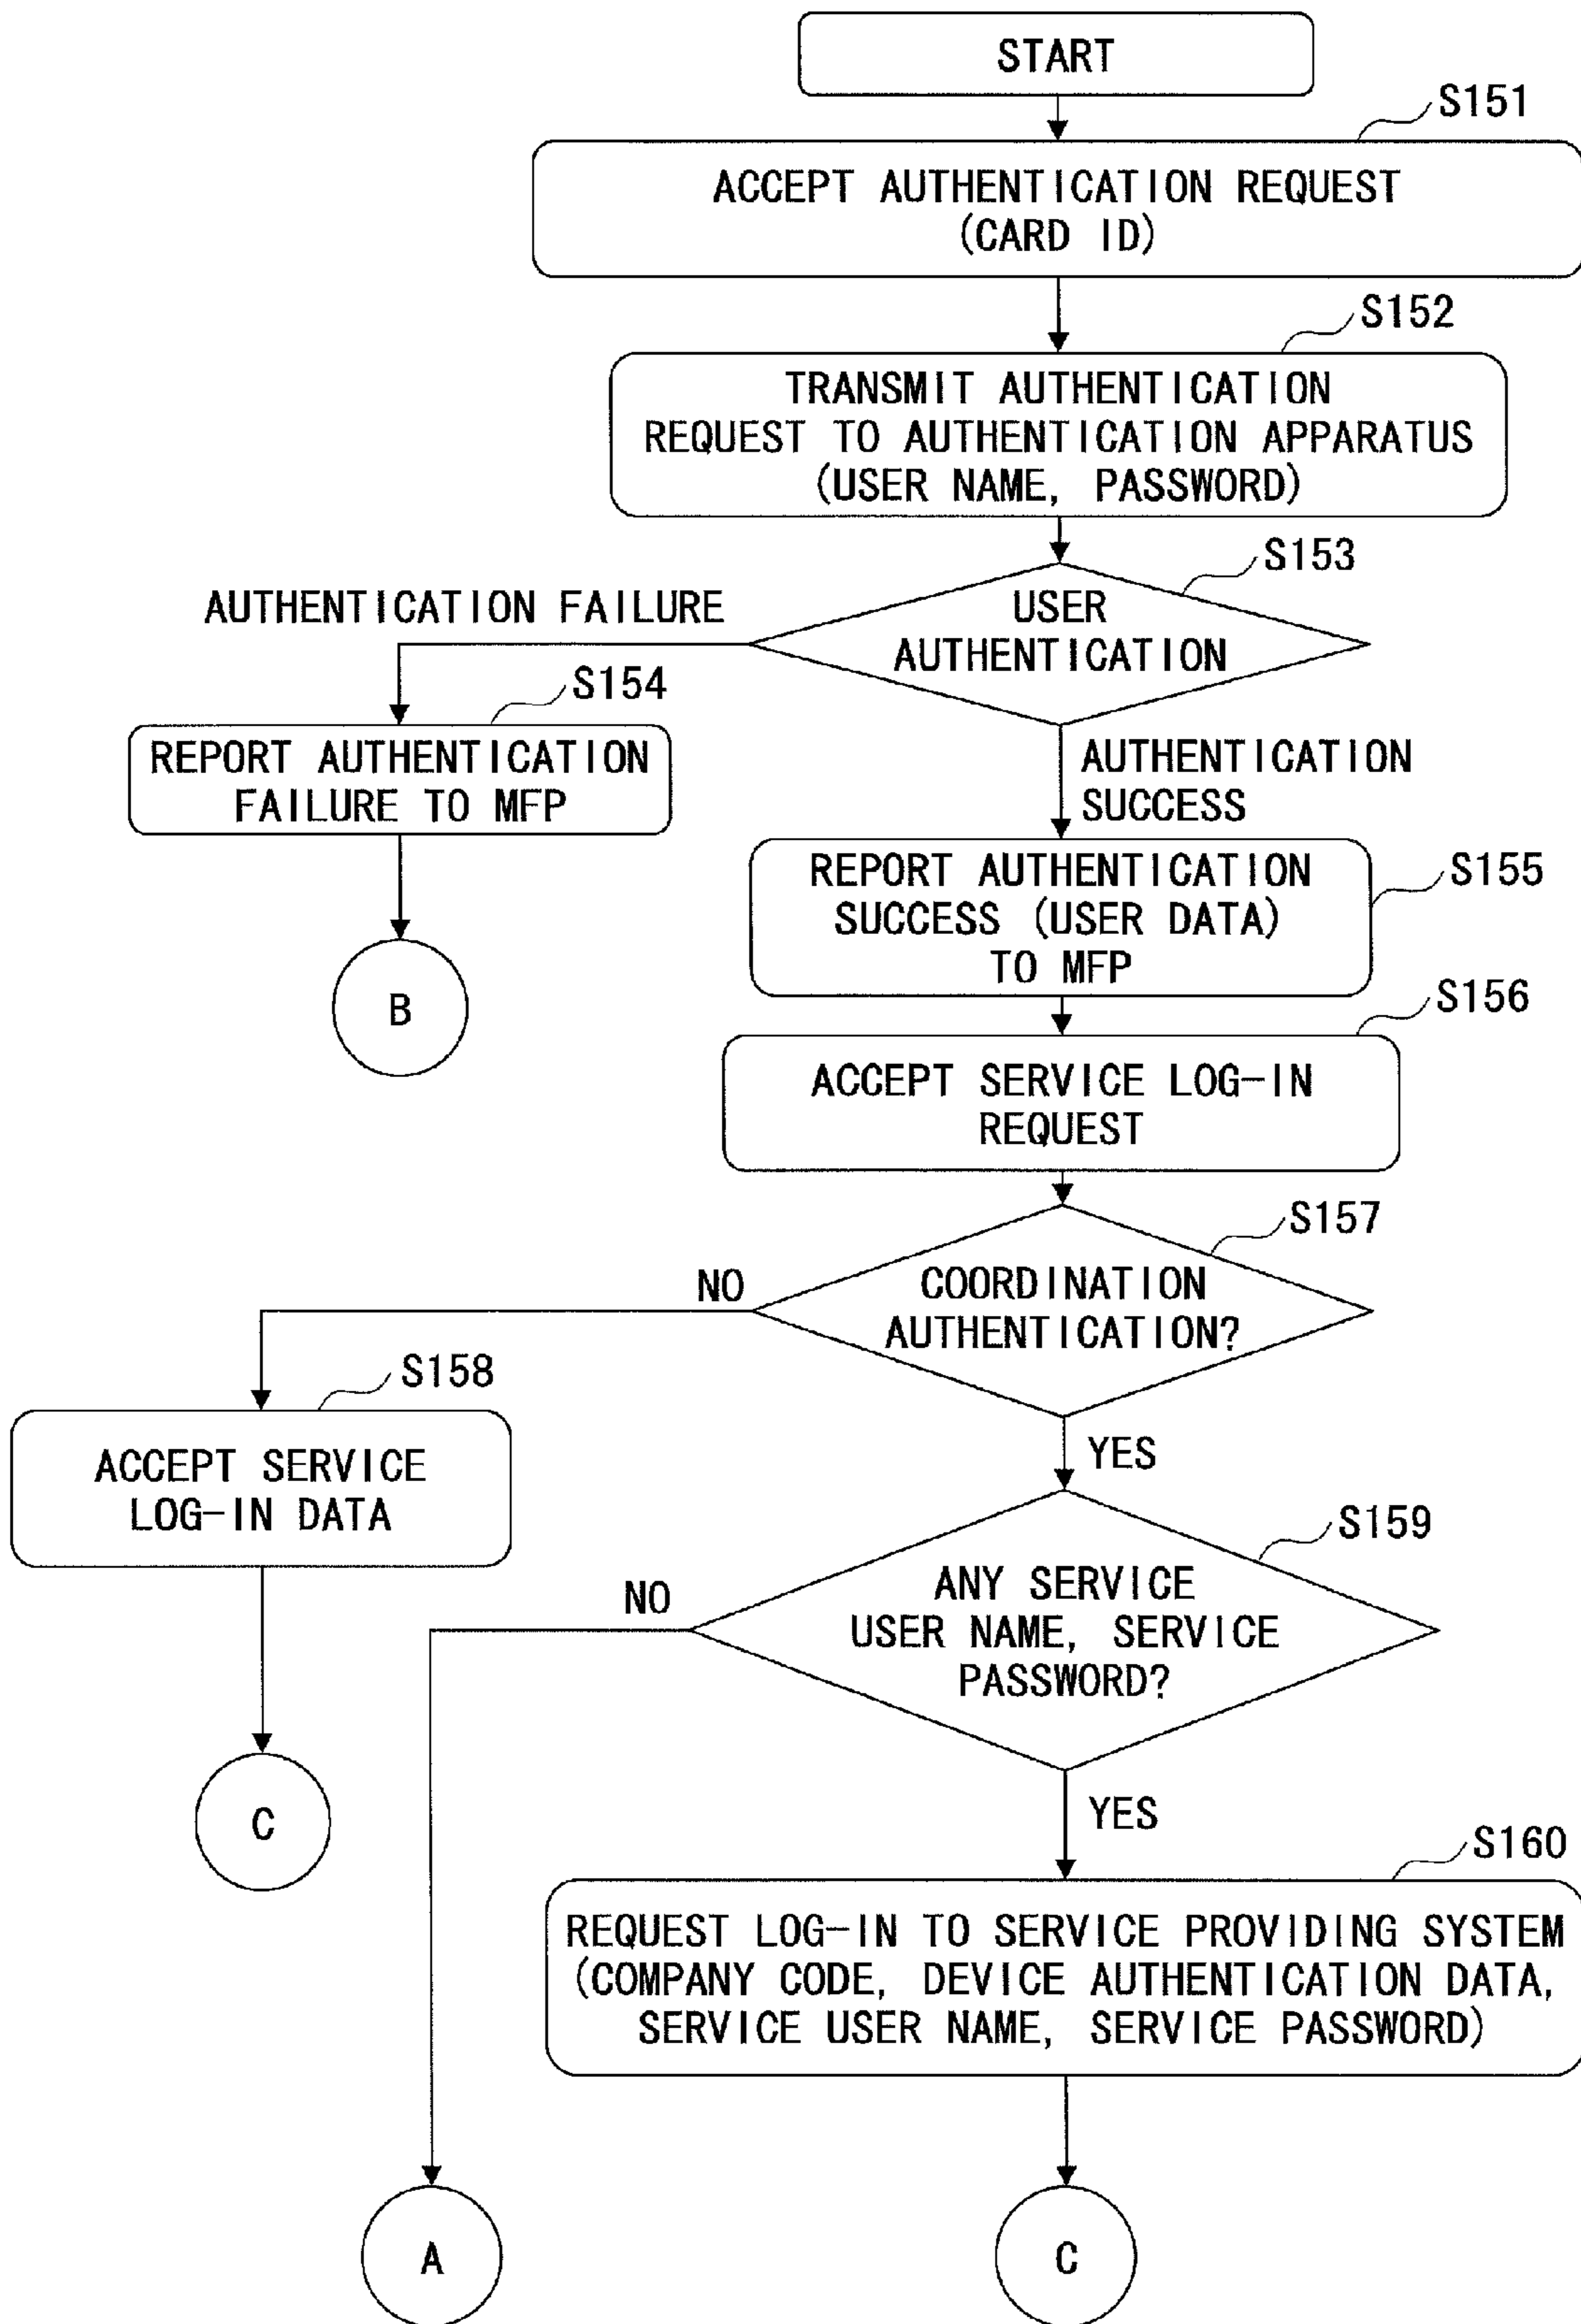 START
S151
ACCEPT AUTHENTICATION REQUEST
(CARD ID)
S152
TRANSMIT AUTHENTICATION
REQUEST TO AUTHENTICATION APPARATUS
(USER NAME, PASSWORD)
S153
USER
AUTHENTICATION
AUTHENTICATION FAILURE
S154
REPORT AUTHENTICATION
FAILURE TO MFP
B
AUTHENTICATION
SUCCESS
REPORT AUTHENTICATION
SUCCESS (USER DATA)
TO MFP
S155
S156
ACCEPT SERVICE LOG-IN
REQUEST
S157
COORDINATION
AUTHENTICATION?
NO
S158
ACCEPT SERVICE
LOG-IN DATA
C
YES
S159
ANY SERVICE
USER NAME, SERVICE
PASSWORD?
NO
YES
S160
REQUEST LOG-IN TO SERVICE PROVIDING SYSTEM
(COMPANY CODE, DEVICE AUTHENTICATION DATA,
SERVICE USER NAME, SERVICE PASSWORD)
A
C